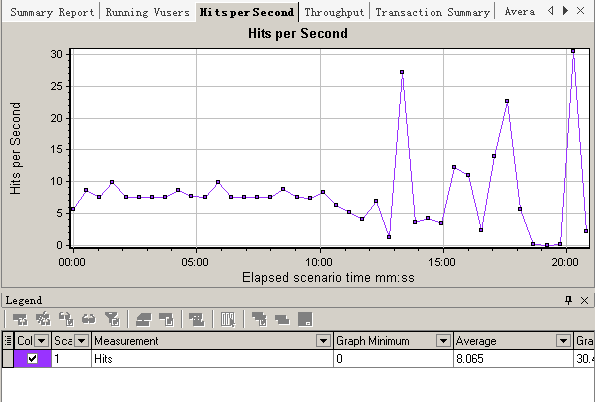 Summary Report Running Vusers Hits per Second Throughput Transaction Summary Avera
Hits per Second
Hits per Second
30
25
20
15
10
5
0
00:00 05:00 10:00 15:00 20:00
Elapsed scenario time mm:ss
Legend
Col Sca Measurement Graph Minimum Average Gra
1 Hits 0 8.065 30.4